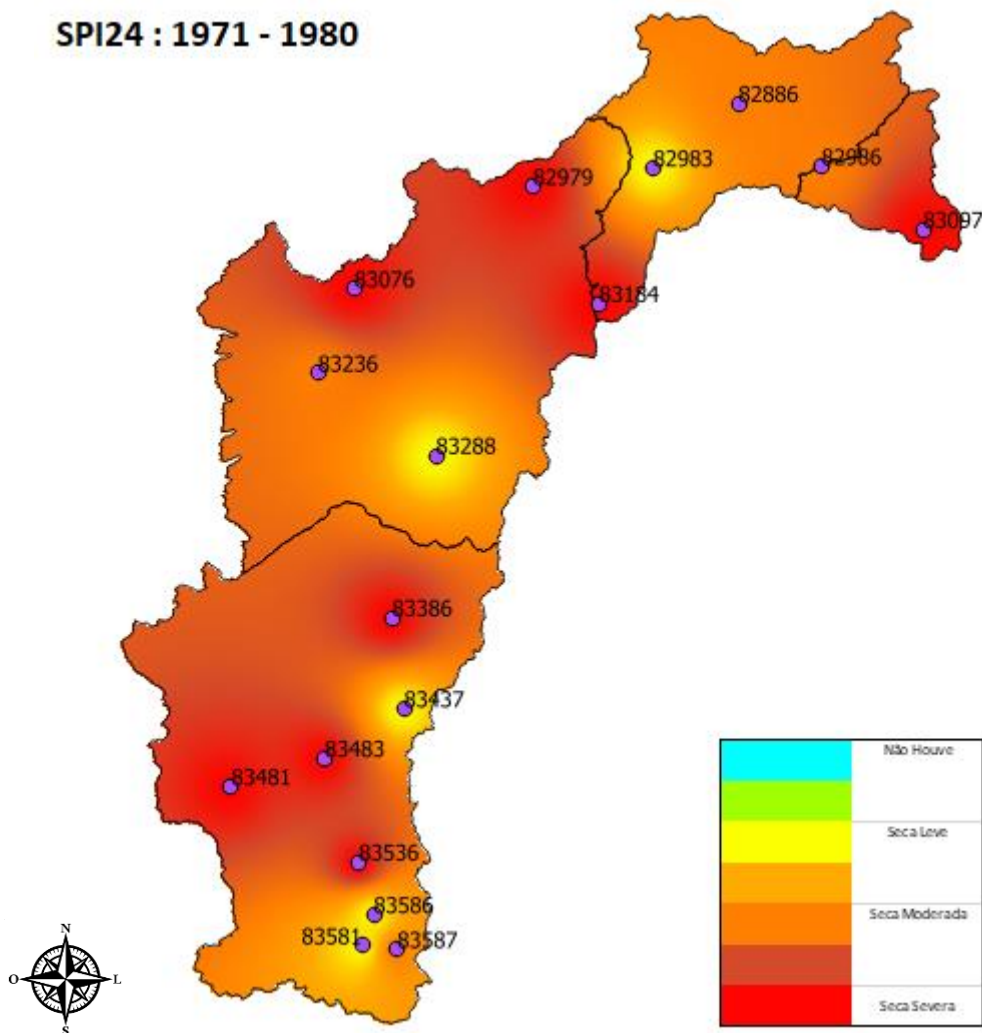 SPI24 : 1971 - 1980
82886
82983
82986
82979
83097
83076
83184
83236
83288
83386
83437
83483
83481
83536
83586
83581
83587
Não Houve
Seca Leve
Seca Moderada
Seca Severa
N
O
L
S